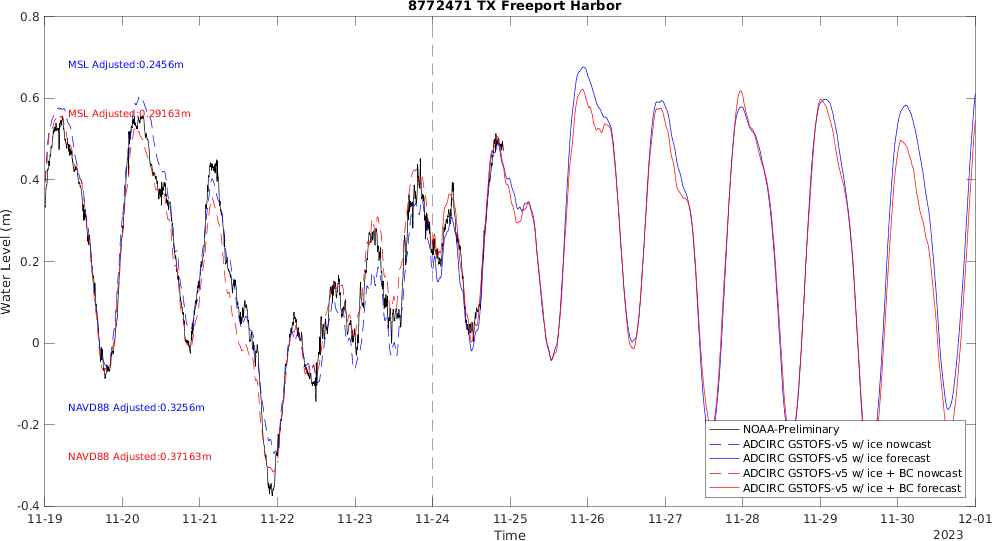 8772471 TX Freeport Harbor
0.8
0.6
0.4
0.2
0
-0.2
-0.4
Water Level (m)
MSL Adjusted:0.2456m
MSL Adjusted:0.29163m
NAVD88 Adjusted:0.3256m
NAVD88 Adjusted:0.37163m
NOAA-Preliminary
ADCIRC GSTOFS-v5 w/ ice nowcast
ADCIRC GSTOFS-v5 w/ ice forecast
ADCIRC GSTOFS-v5 w/ ice + BC nowcast
ADCIRC GSTOFS-v5 w/ ice + BC forecast
11-19 11-20 11-21 11-22 11-23 11-24 11-25 11-26 11-27 11-28 11-29 11-30 12-01
Time
2023